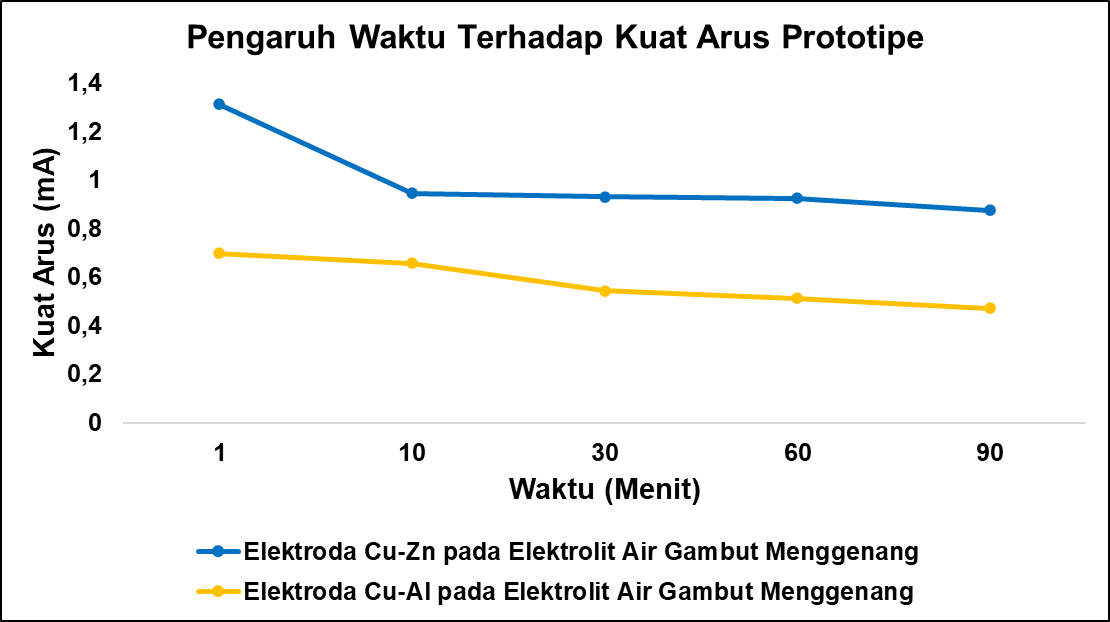 Pengaruh Waktu Terhadap Kuat Arus Prototipe
1,4
1,2
1
0,8
0,6
0,4
0,2
0
Kuat Arus (mA)
1 10 30 60 90
Waktu (Menit)
Elektroda Cu-Zn pada Elektrolit Air Gambut Menggenang
Elektroda Cu-Al pada Elektrolit Air Gambut Menggenang